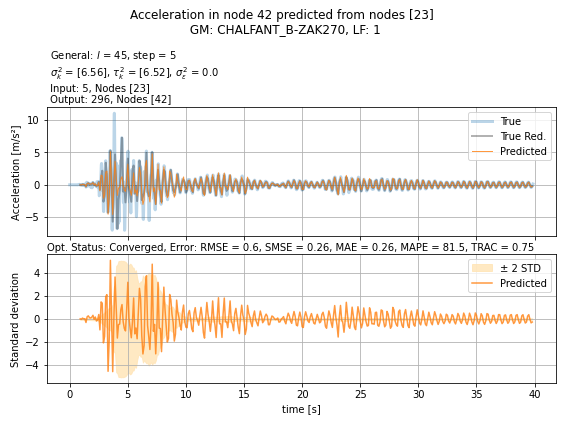 Acceleration in node 42 predicted from nodes [23]
GM: CHALFANT_B-ZAK270, LF: 1
General: l = 45, step = 5
σ²ₖ = [6.56], τ²ₖ = [6.52], σ²ε = 0.0
Input: 5, Nodes [23]
Output: 296, Nodes [42]
10
5
0
−5
Acceleration [m/s²]
True
True Red.
Predicted
Opt. Status: Converged, Error: RMSE = 0.6, SMSE = 0.26, MAE = 0.26, MAPE = 81.5, TRAC = 0.75
4
2
0
−2
−4
Standard deviation
± 2 STD
Predicted
0 5 10 15 20 25 30 35 40
time [s]